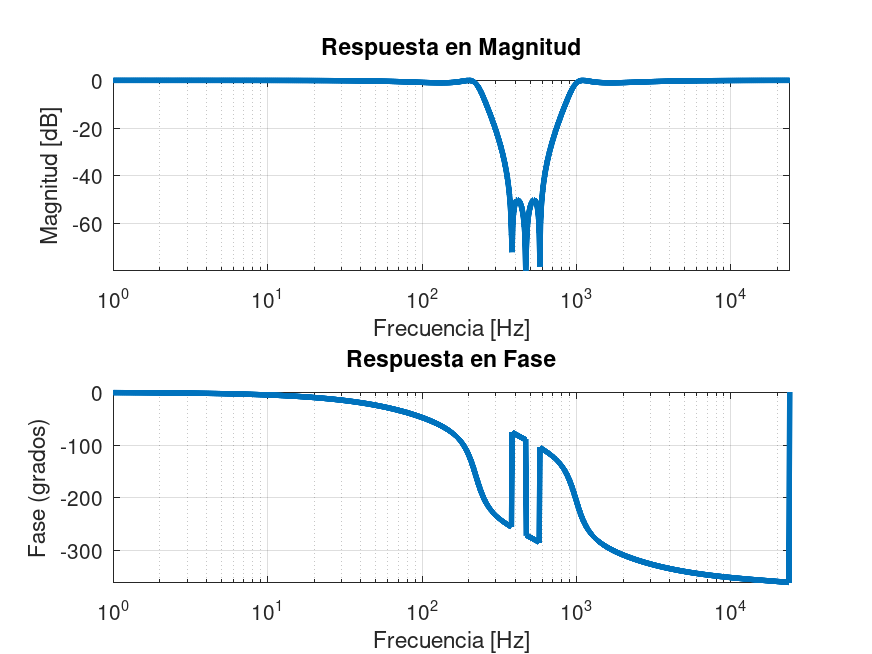 Respuesta en Magnitud
Magnitud [dB]
0
-20
-40
-60
10^0 10^1 10^2 10^3 10^4
Frecuencia [Hz]
Respuesta en Fase
Fase (grados)
0
-100
-200
-300
10^0 10^1 10^2 10^3 10^4
Frecuencia [Hz]